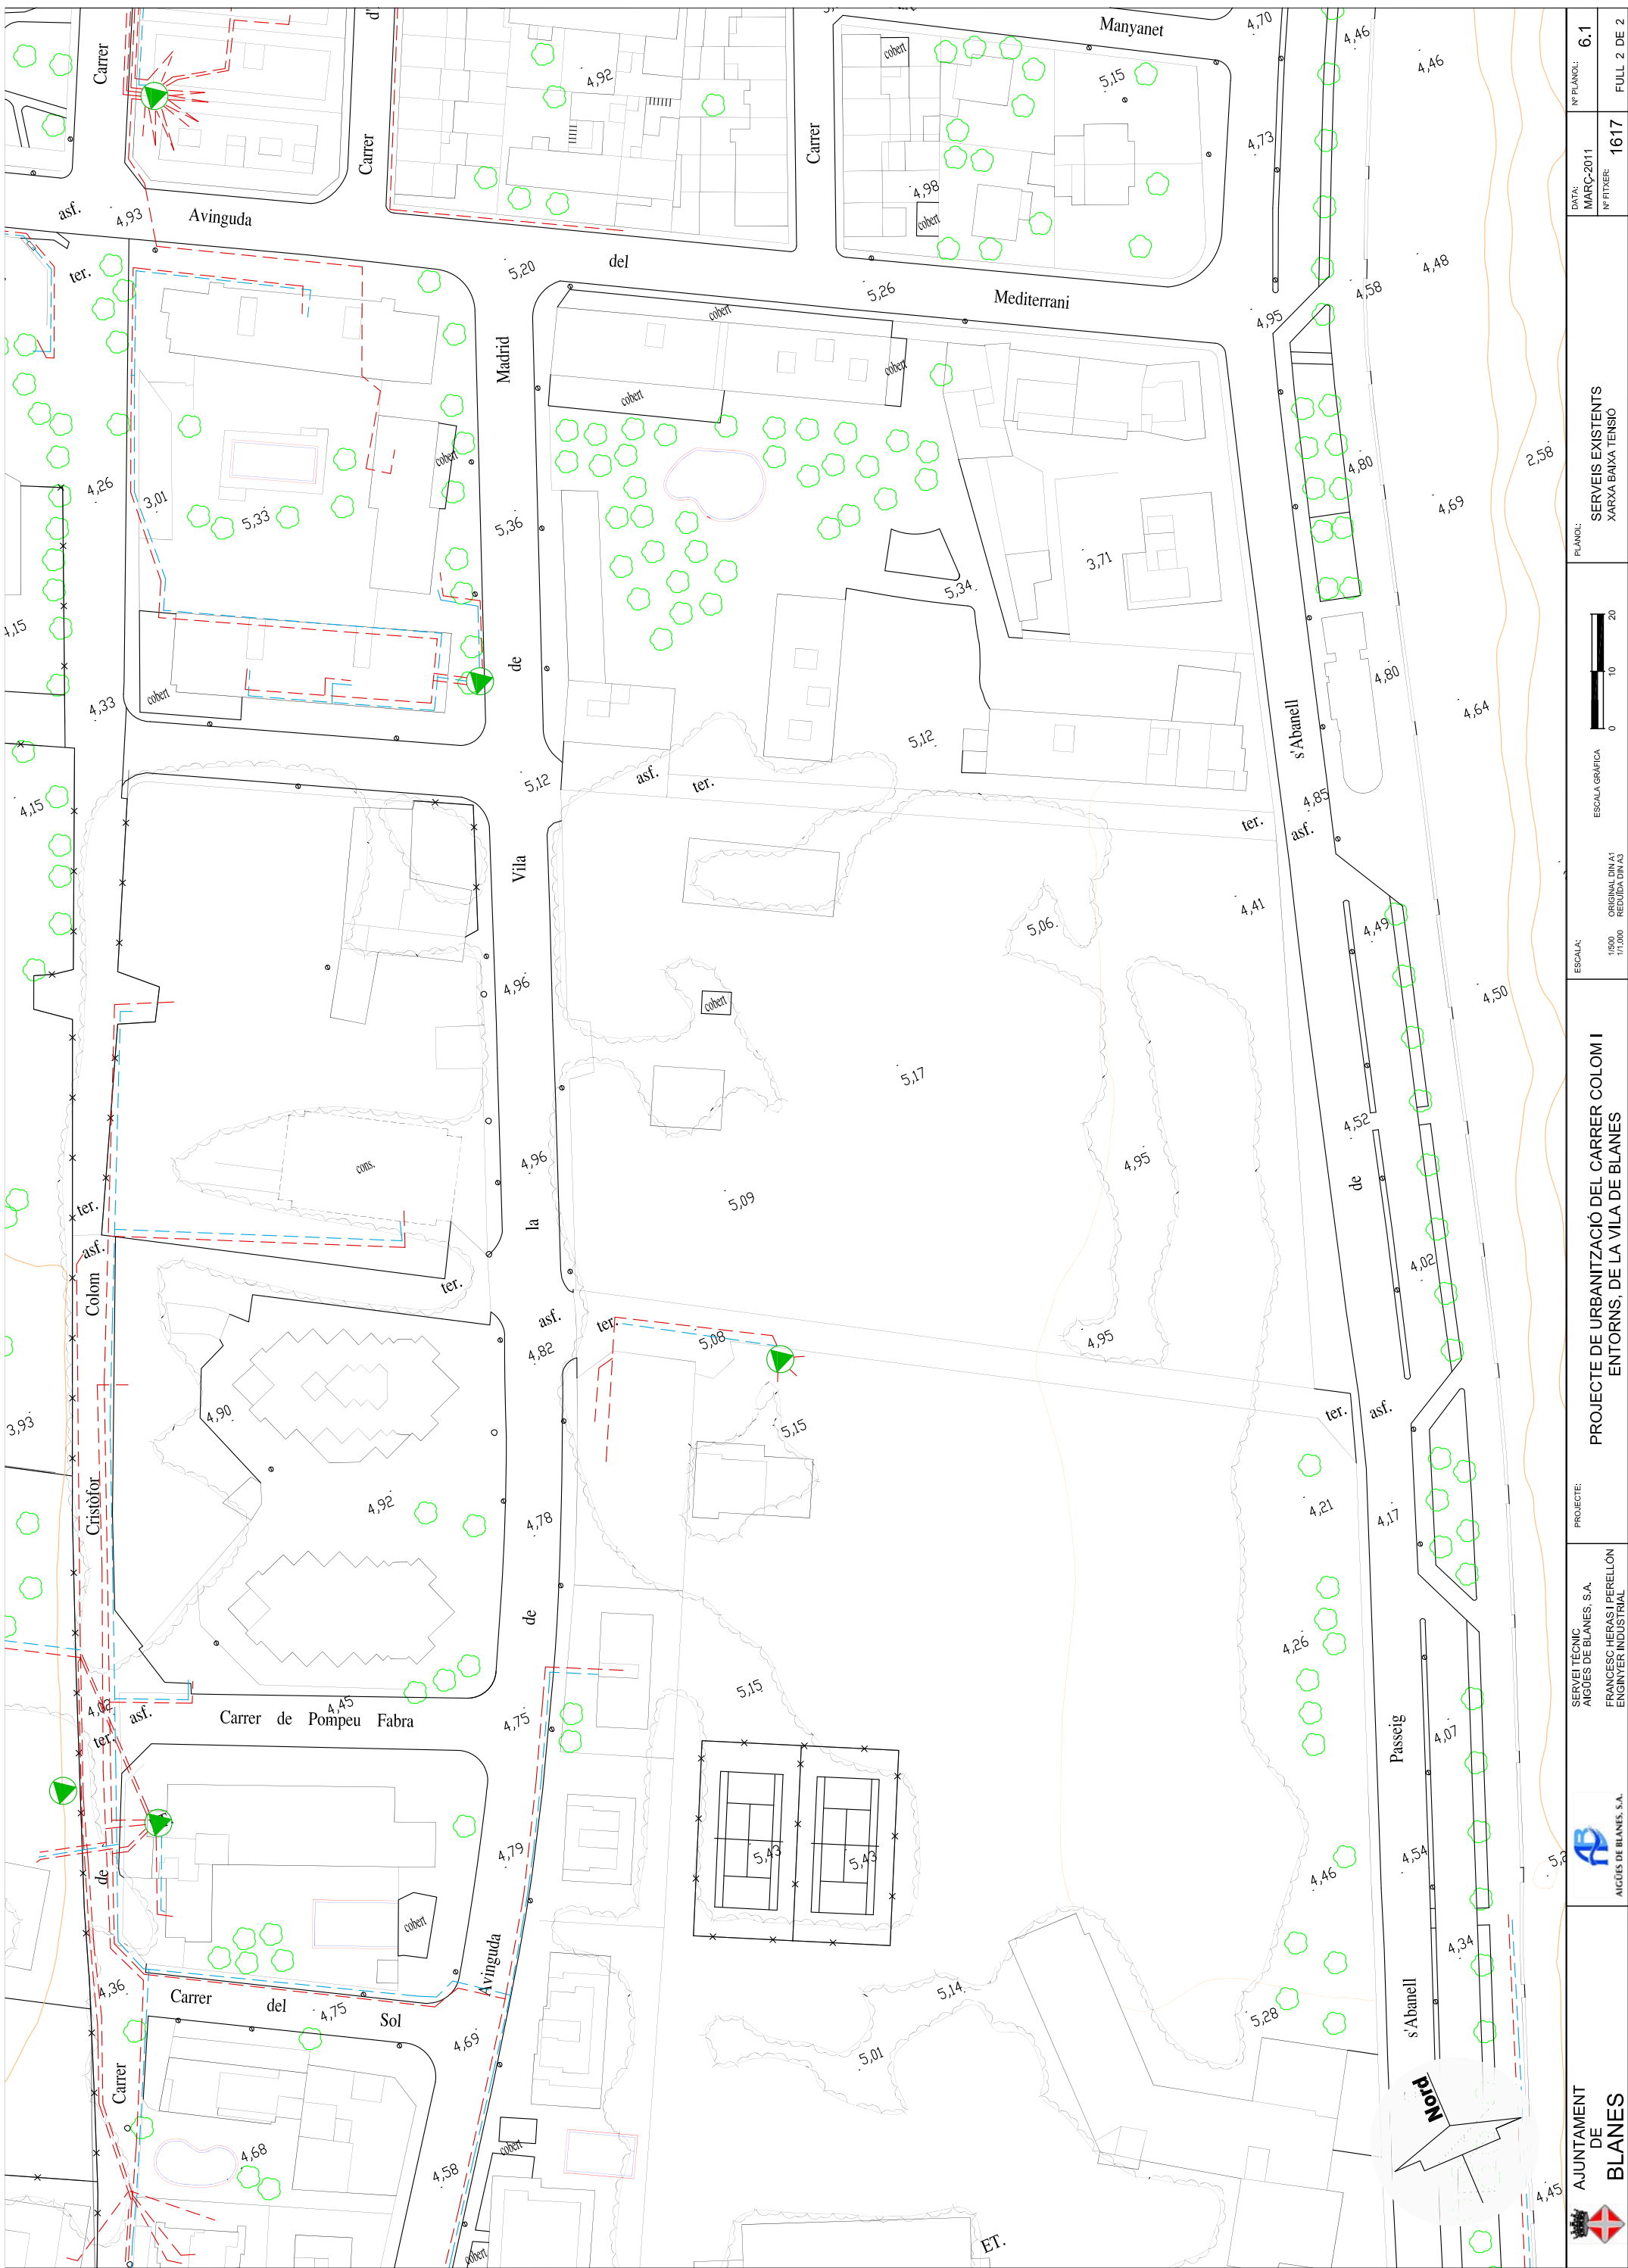 Carrer
d'
Carrer
Manyanet
Carrer
4,70
4,46
4,46
cobert
4,92
5,15
4,73
4,98
cobert
asf.
4,93
Avinguda
ter.
5,20
del
5,26
Mediterrani
4,48
4,58
4,95
Madrid
cobert
cobert
cobert
cobert
4,26
3,01
5,33
5,36
3,71
5,34
4,80
4,69
2,58
4,15
cobert
de
4,33
4,80
4,64
s'Abanell
5,12
5,12
asf.
ter.
4,15
4,85
ter.
asf.
Vila
4,41
5,06
4,49
4,96
cobert
4,50
5,17
4,52
cons.
4,96
4,95
de
5,09
la
ter.
asf.
Colom
ter.
4,02
asf.
ter.
4,82
5,08
4,95
3,93
4,90
5,15
ter.
asf.
Cristòfor
4,92
4,78
4,21
4,17
de
4,26
4,02
asf.
4,45
Carrer de Pompeu Fabra
ter.
4,75
5,15
Passeig
4,07
de
4,79
5,43
5,43
4,54
4,46
cobert
Avinguda
4,34
4,36
Carrer del Sol
4,75
4,69
5,14
5,28
s'Abanell
5,01
Carrer
Nord
4,68
4,58
cobert
cobert
ET.
4,45
AJUNTAMENT
DE
BLANES
AIGÜES DE BLANES, S.A.
SERVEI TÈCNIC
AIGÜES DE BLANES, S.A.
FRANCESC HERAS I PERELLÓN
ENGINYER INDUSTRIAL
PROJECTE:
PROJECTE DE URBANITZACIÓ DEL CARRER COLOM I
ENTORNS, DE LA VILA DE BLANES
ESCALA:
1/500 ORIGINAL DIN A1
1/1.000 REDUÏDA DIN A3
ESCALA GRÀFICA
0 10 20
PLÀNOL:
SERVEIS EXISTENTS
XARXA BAIXA TENSIÓ
DATA:
MARÇ-2011
Nº FITXER:
1617
Nº PLÀNOL:
6.1
FULL 2 DE 2